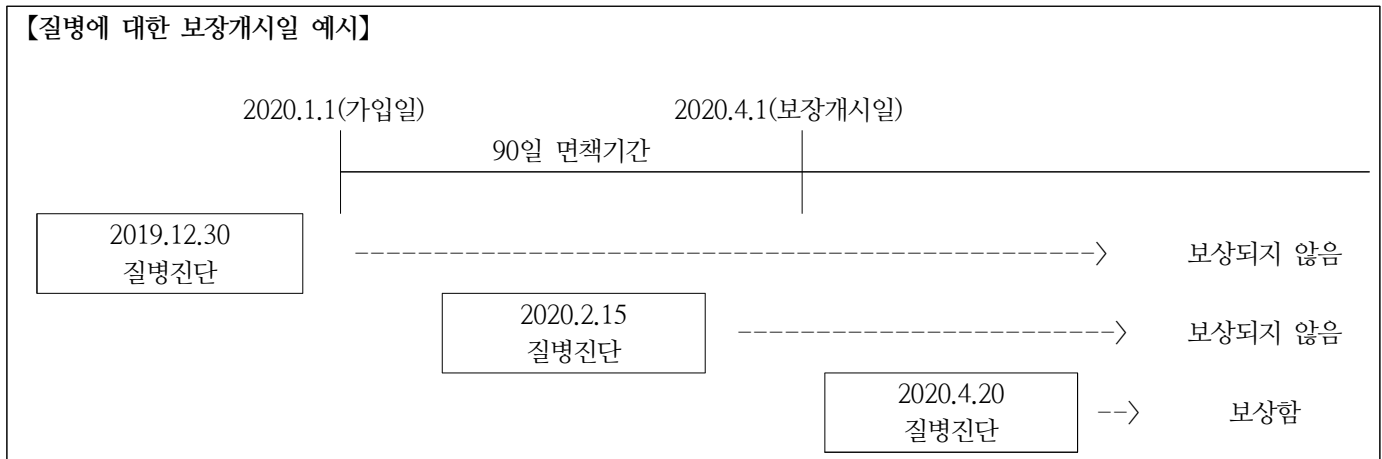 【질병에 대한 보장개시일 예시】
2020.1.1(가입일) 2020.4.1(보장개시일)
90일 면책기간
2019.12.30
질병진단
보상되지 않음
2020.2.15
질병진단
보상되지 않음
2020.4.20
질병진단
보상함